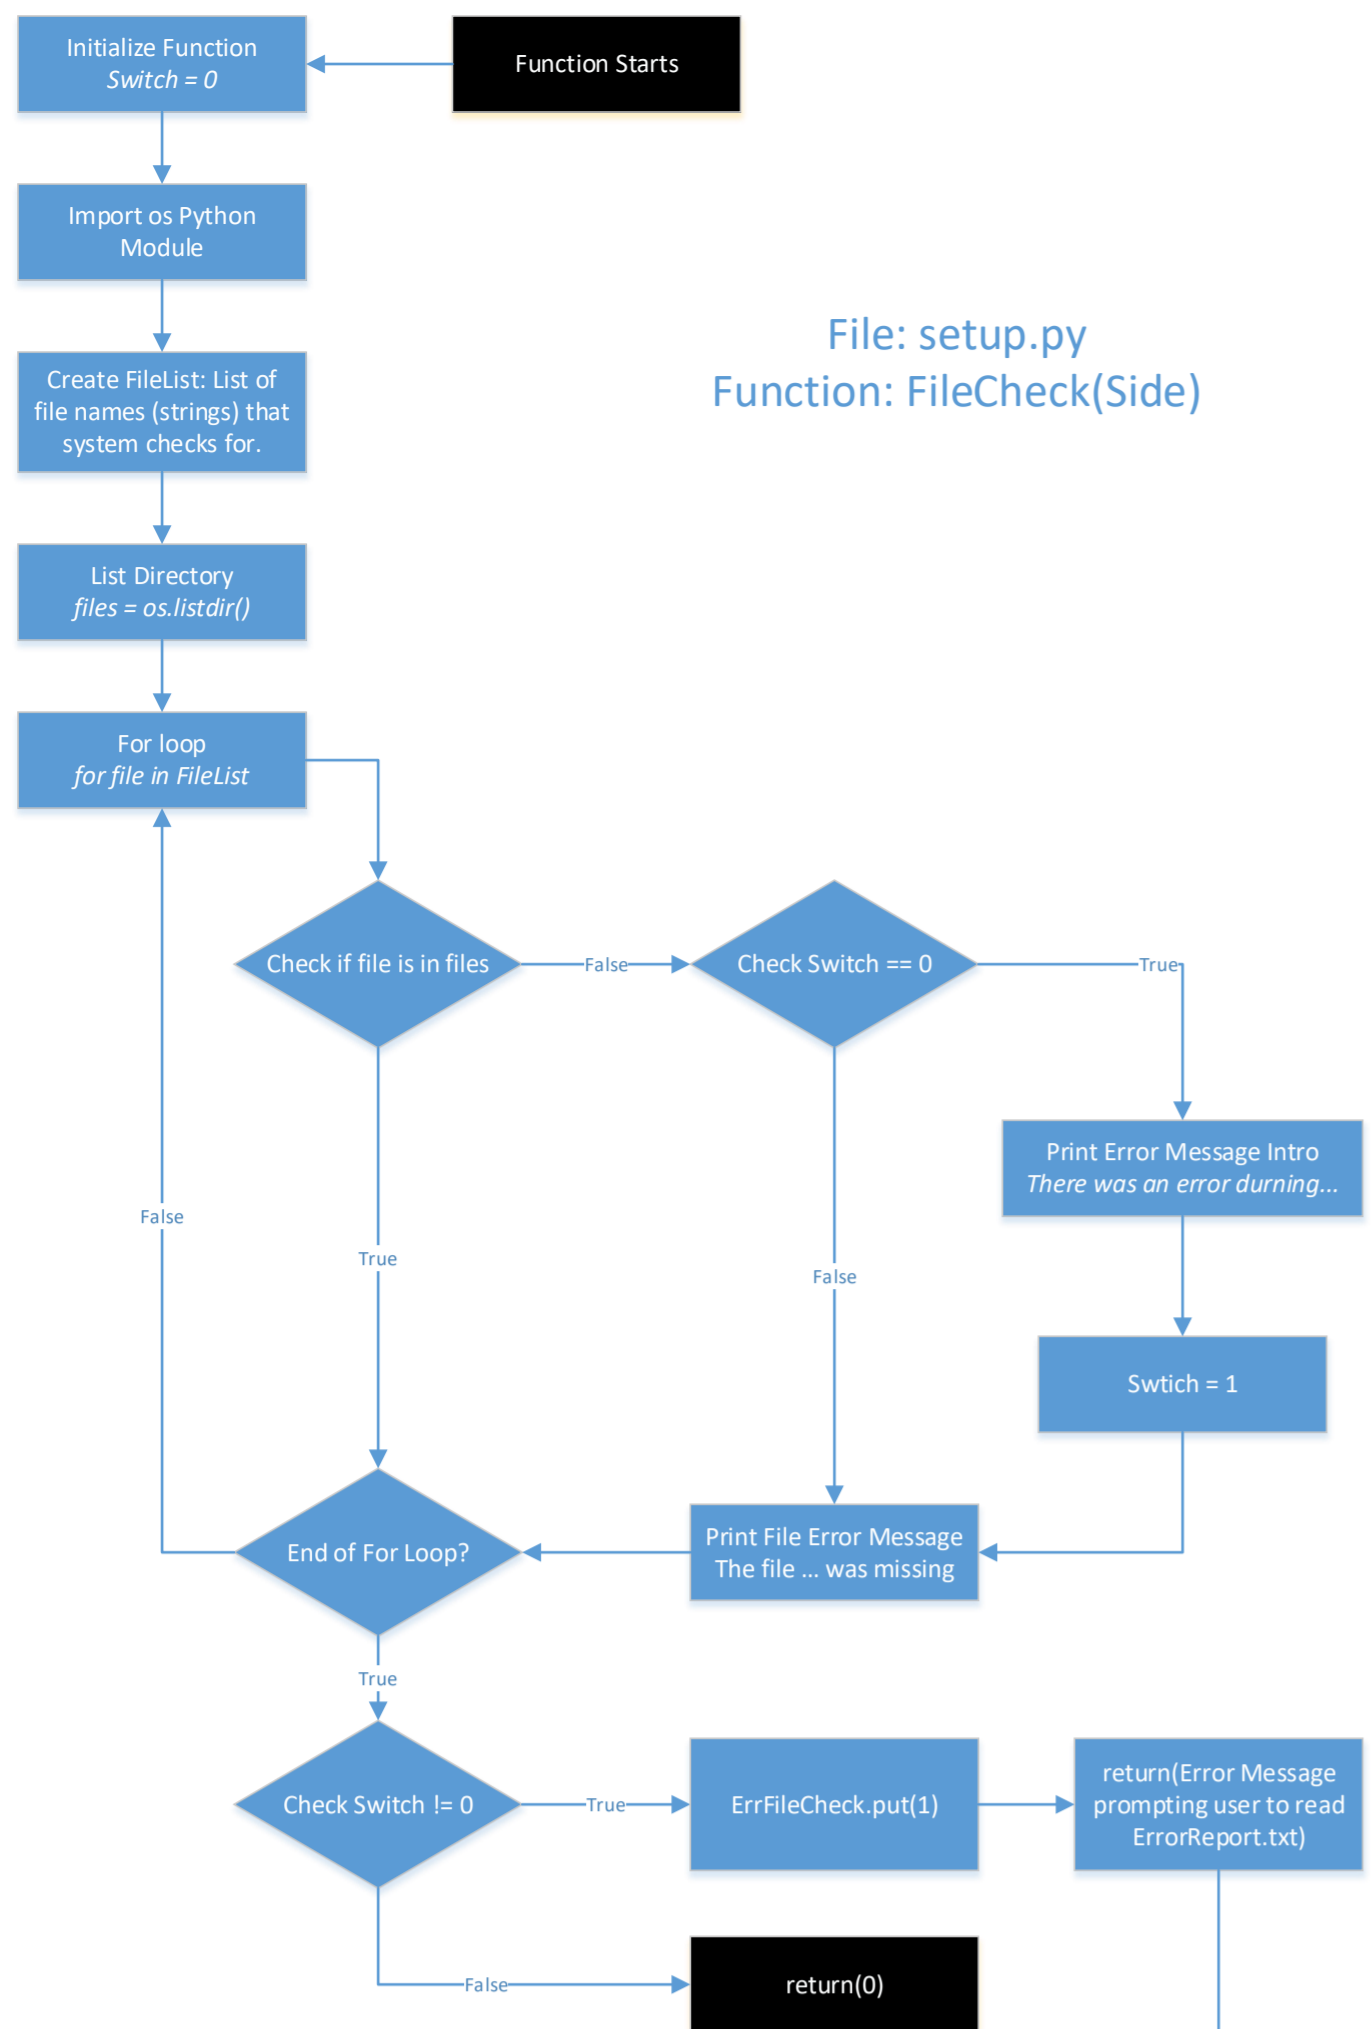 Function Starts
Initialize Function
Switch = 0
Import os Python
Module
File: setup.py
Function: FileCheck(Side)
Create FileList: List of
file names (strings) that
system checks for.
List Directory
files = os.listdir()
For loop
for file in FileList
Check if file is in files
False
Check Switch == 0
True
Print Error Message Intro
There was an error durning...
False
True
False
Swtich = 1
Print File Error Message
The file ... was missing
End of For Loop?
True
Check Switch != 0
True
ErrFileCheck.put(1)
return(Error Message
prompting user to read
ErrorReport.txt)
False
return(0)